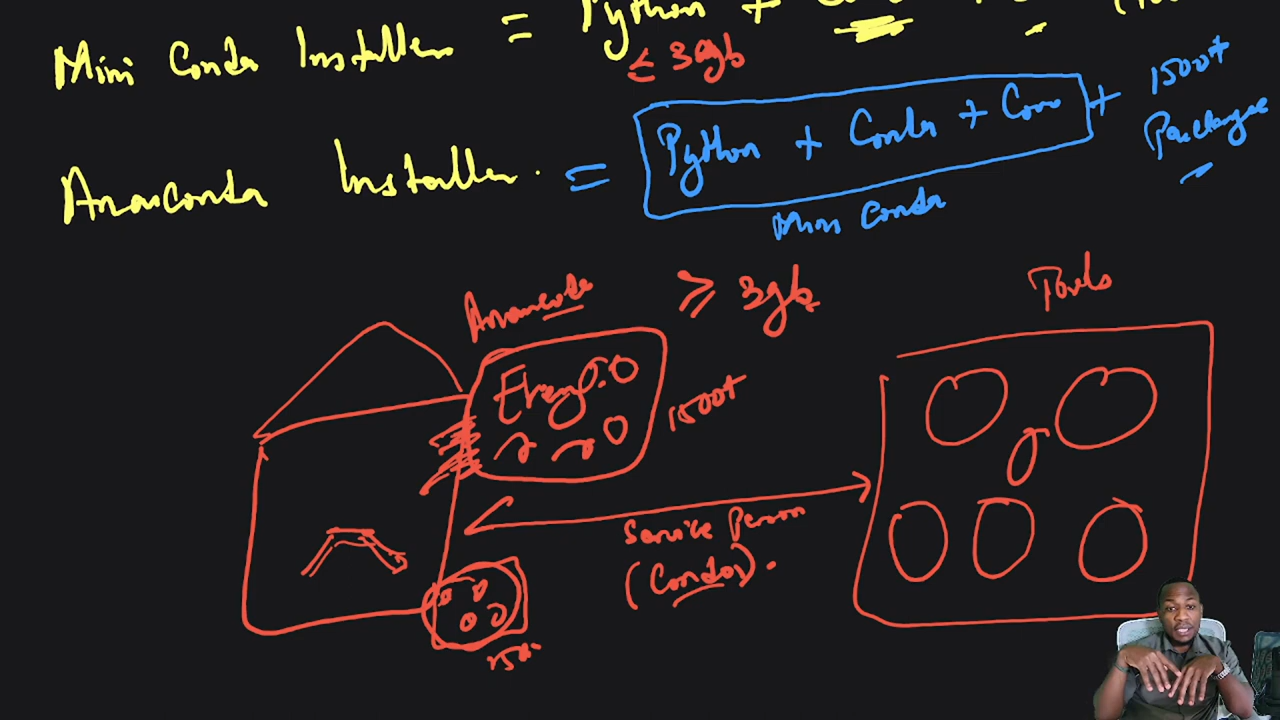 Mini Conda Installer = Python +
≤ 3gb
Anaconda Installer. = Python + Conda + Core + 1500+
Packages
Mini Conda
Anaconda ≥ 3gb Tools
1500+
Service Person
(Conda).